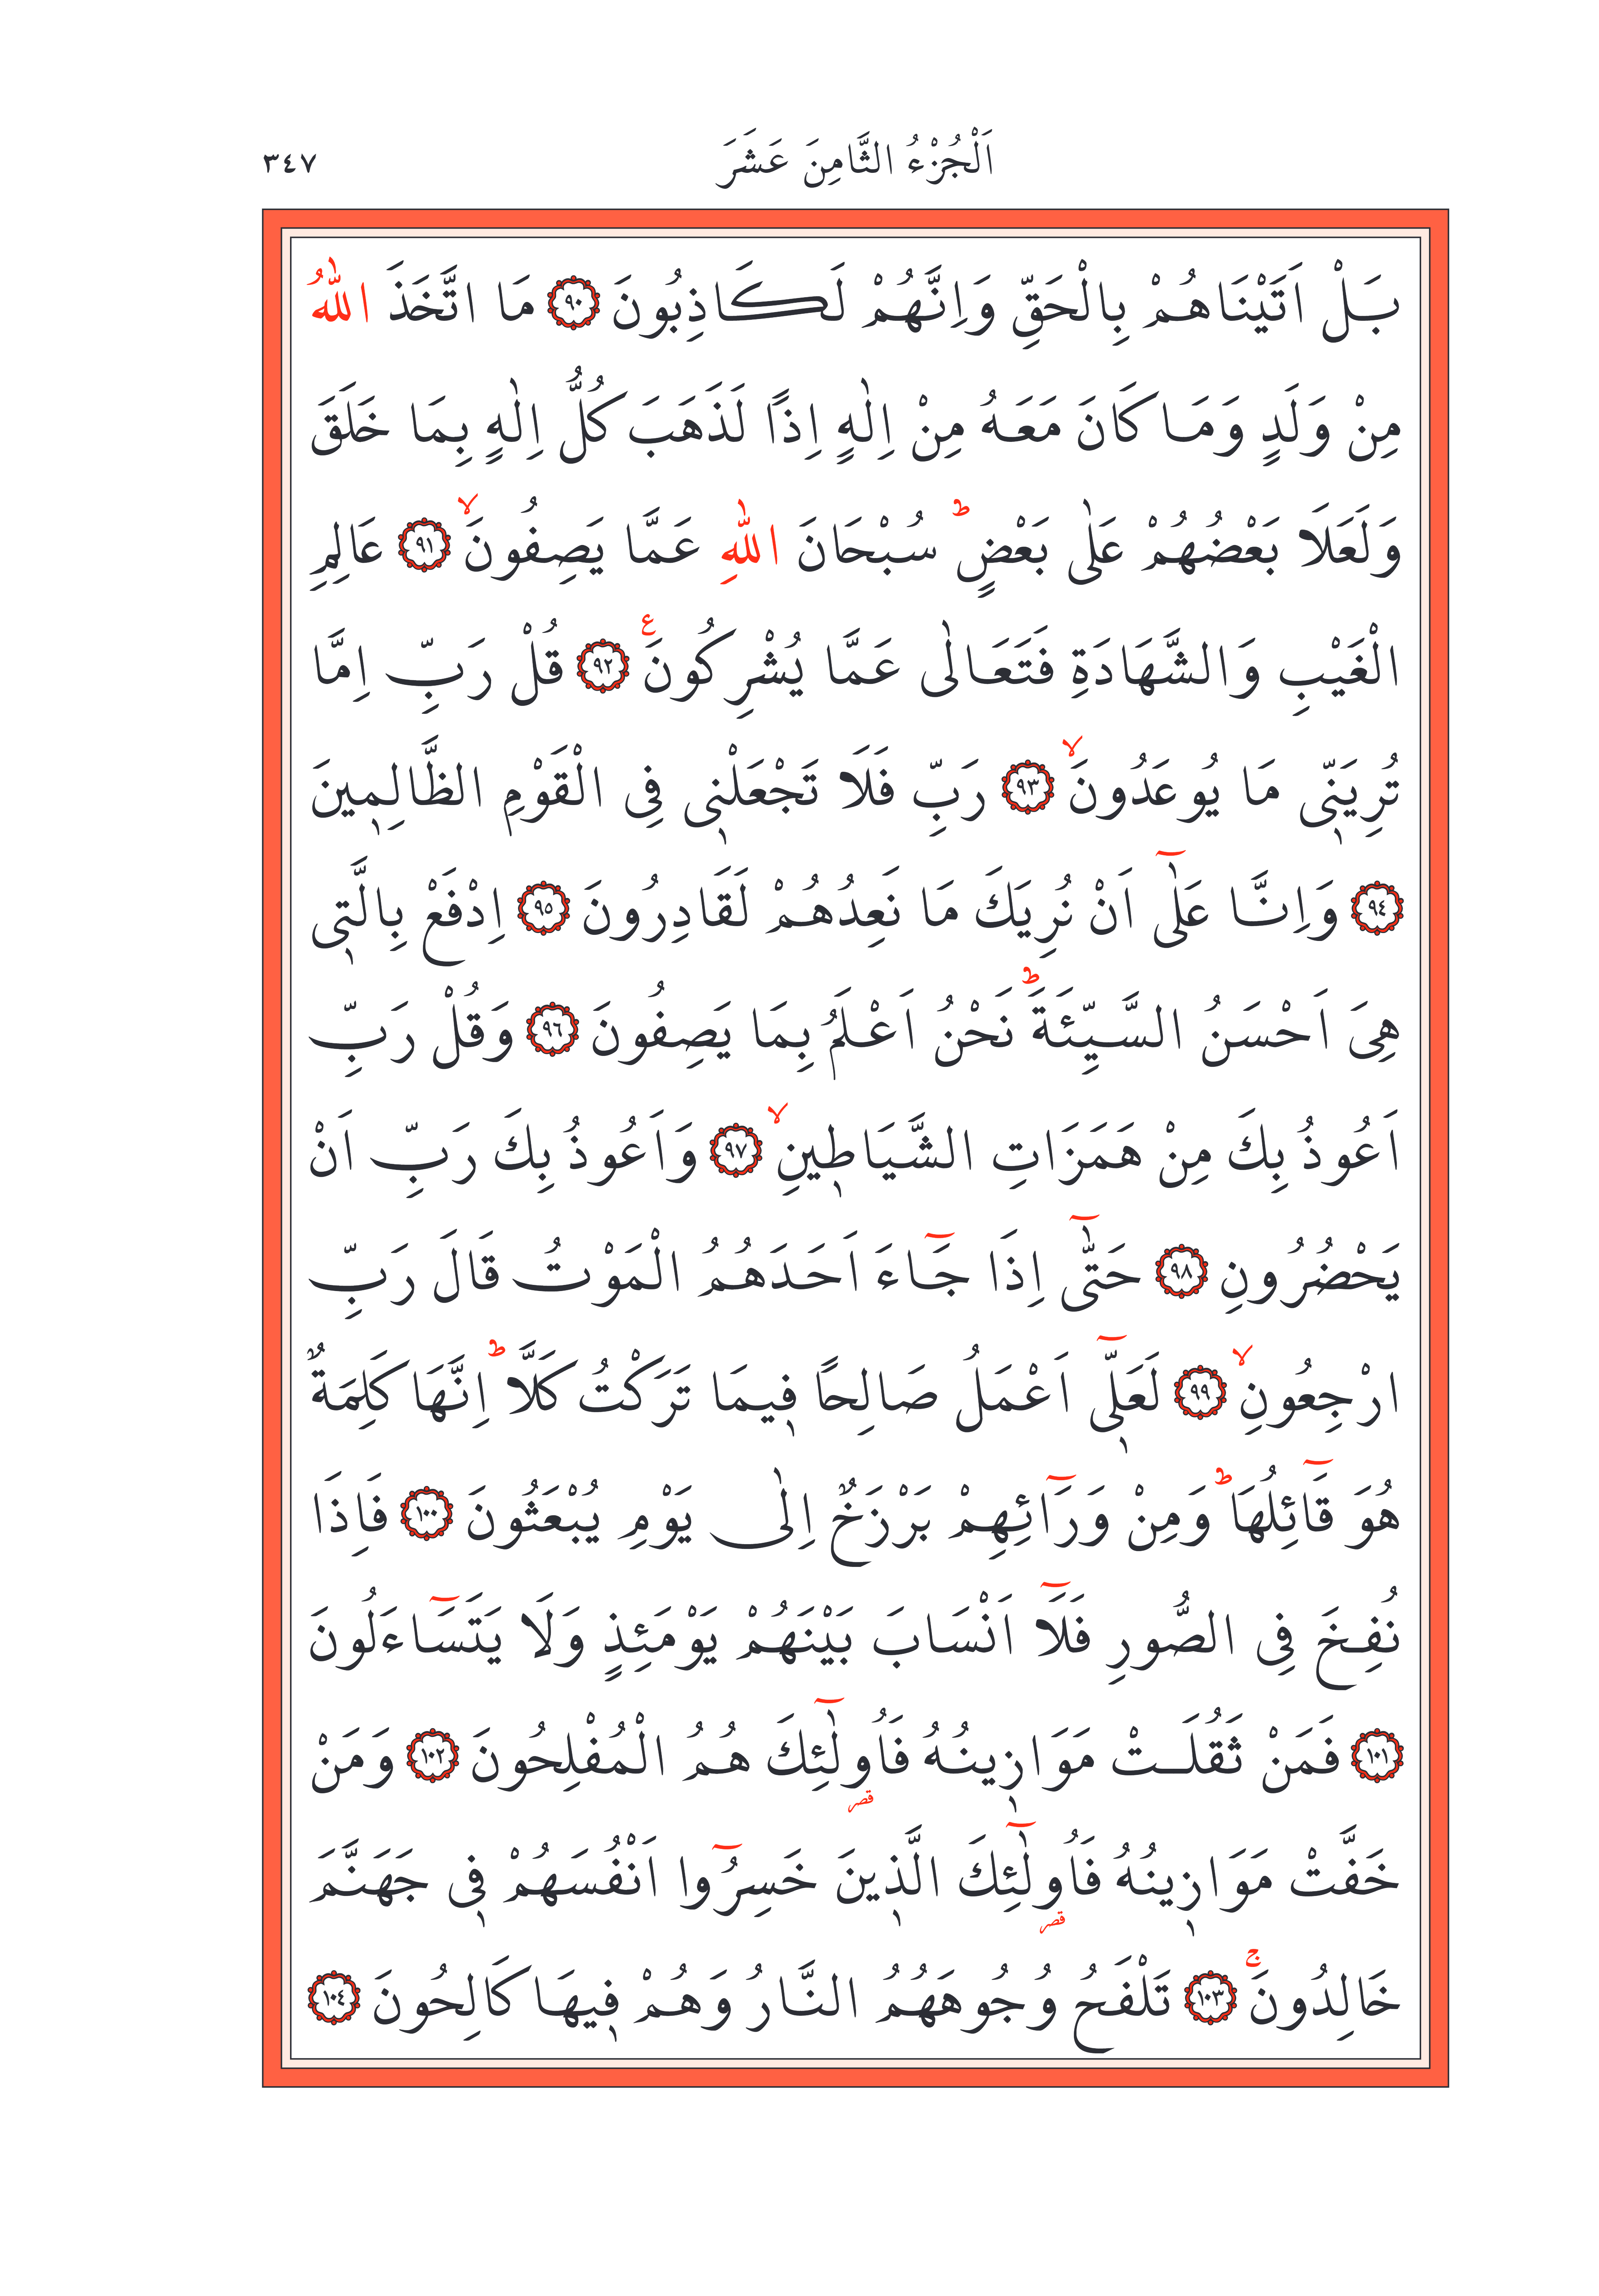 اَلْجُزْءُ الثَّامِنَ عَشَرَ ٣٤٧
بَلْ اَتَيْنَاهُمْ بِالْحَقِّ وَاِنَّهُمْ لَكَاذِبُونَ ﴿٩٠﴾ مَا اتَّخَذَ اللّٰهُ
مِنْ وَلَدٍ وَمَا كَانَ مَعَهُ مِنْ اِلٰهٍ اِذًا لَذَهَبَ كُلُّ اِلٰهٍ بِمَا خَلَقَ
وَلَعَلَا بَعْضُهُمْ عَلٰى بَعْضٍۜ سُبْحَانَ اللّٰهِ عَمَّا يَصِفُونَۙ ﴿٩١﴾ عَالِمِ
الْغَيْبِ وَالشَّهَادَةِ فَتَعَالٰى عَمَّا يُشْرِكُونَ۟ ﴿٩٢﴾ قُلْ رَبِّ اِمَّا
تُرِيَنّ۪ي مَا يُوعَدُونَۙ ﴿٩٣﴾ رَبِّ فَلَا تَجْعَلْن۪ي فِي الْقَوْمِ الظَّالِم۪ينَ
﴿٩٤﴾ وَاِنَّا عَلٰٓى اَنْ نُرِيَكَ مَا نَعِدُهُمْ لَقَادِرُونَ ﴿٩٥﴾ اِدْفَعْ بِالَّت۪ي
هِيَ اَحْسَنُ السَّيِّئَةَۜ نَحْنُ اَعْلَمُ بِمَا يَصِفُونَ ﴿٩٦﴾ وَقُلْ رَبِّ
اَعُوذُ بِكَ مِنْ هَمَزَاتِ الشَّيَاط۪ينِۙ ﴿٩٧﴾ وَاَعُوذُ بِكَ رَبِّ اَنْ
يَحْضُرُونِ ﴿٩٨﴾ حَتّٰٓى اِذَا جَٓاءَ اَحَدَهُمُ الْمَوْتُ قَالَ رَبِّ
ارْجِعُونِۙ ﴿٩٩﴾ لَعَلّ۪ٓي اَعْمَلُ صَالِحًا ف۪يمَا تَرَكْتُ كَلَّاۜ اِنَّهَا كَلِمَةٌ
هُوَ قَٓائِلُهَاۜ وَمِنْ وَرَٓائِهِمْ بَرْزَخٌ اِلٰى يَوْمِ يُبْعَثُونَ ﴿١٠٠﴾ فَاِذَا
نُفِخَ فِي الصُّورِ فَلَٓا اَنْسَابَ بَيْنَهُمْ يَوْمَئِذٍ وَلَا يَتَسَٓاءَلُونَ
﴿١٠١﴾ فَمَنْ ثَقُلَتْ مَوَاز۪ينُهُ فَاُو۬لٰٓئِكَ هُمُ الْمُفْلِحُونَ ﴿١٠٢﴾ وَمَنْ
خَفَّتْ مَوَاز۪ينُهُ فَاُو۬لٰٓئِكَ الَّذ۪ينَ خَسِرُٓوا اَنْفُسَهُمْ ف۪ي جَهَنَّمَ
خَالِدُونَۚ ﴿١٠٣﴾ تَلْفَحُ وُجُوهَهُمُ النَّارُ وَهُمْ ف۪يهَا كَالِحُونَ ﴿١٠٤﴾